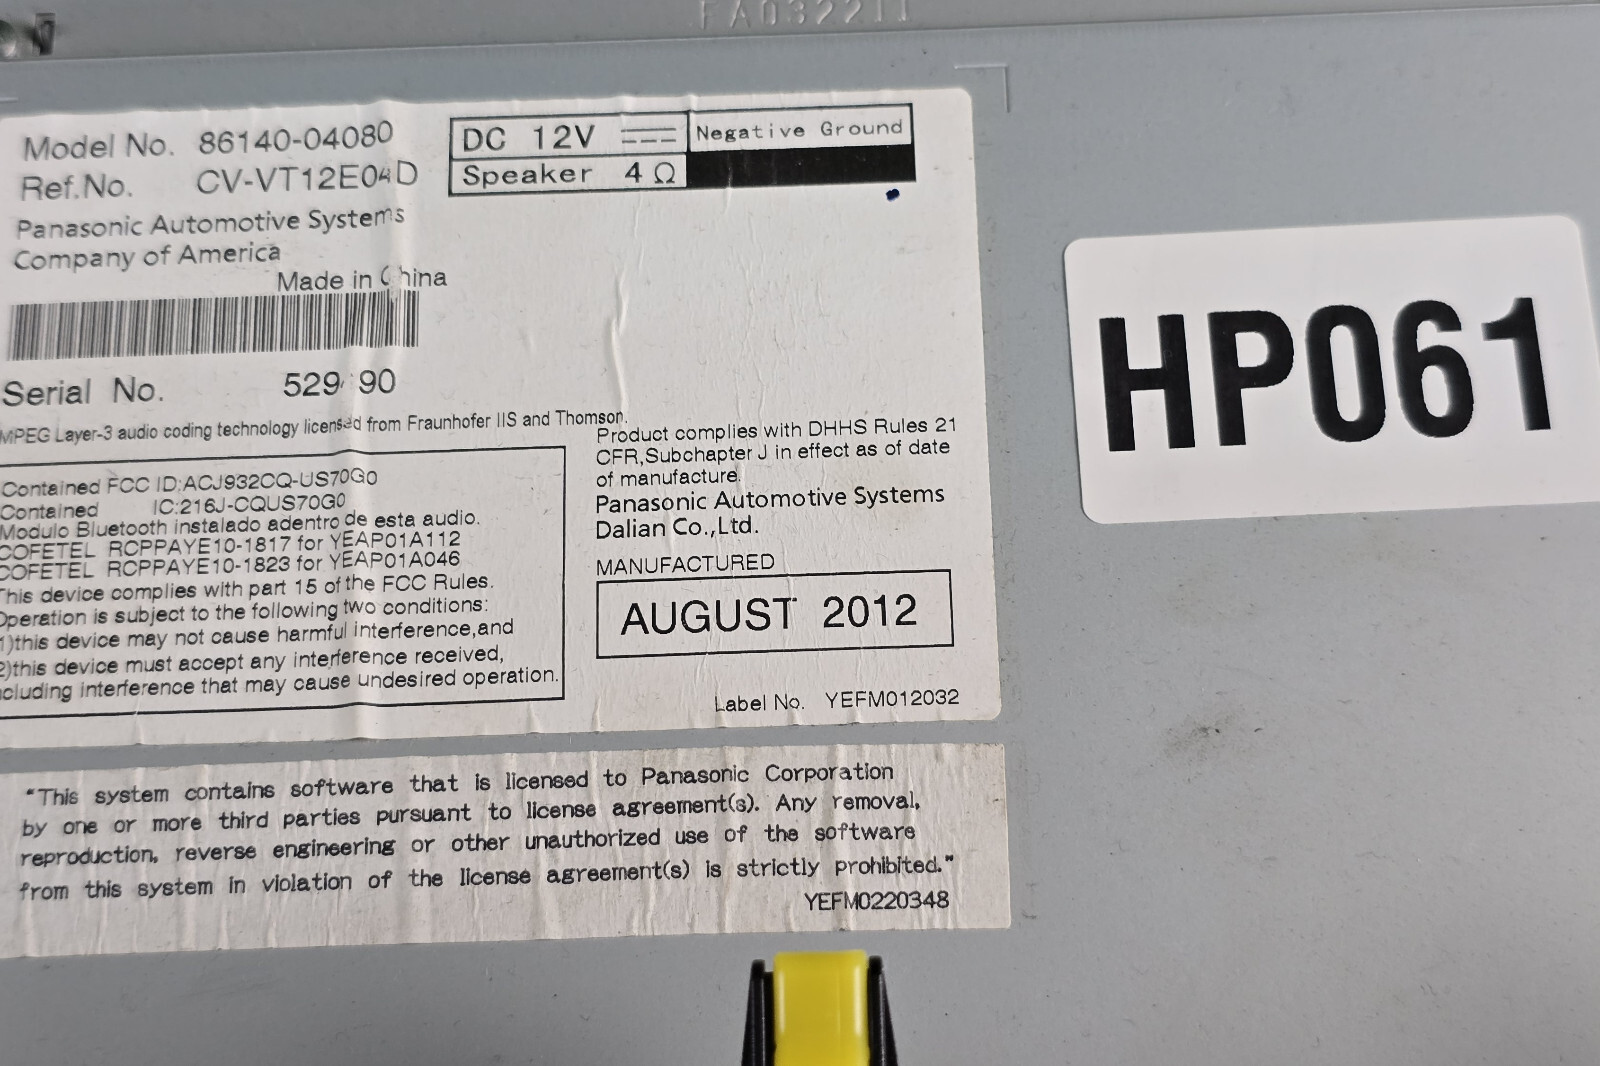 FA032211
Model No. 86140-04080
Ref.No. CV-VT12E04D
Panasonic Automotive Systems
Company of America
Made in China
DC 12V
Negative Ground
Speaker 4Ω
Serial No.
MPEG Layer-3 audio coding technology licensed from Fraunhofer IIS and Thomson.
Contained FCC ID:ACJ932CQ-US70G0
Contained IC:216J-CQUS70G0
Modulo Bluetooth instalado adentro de esta audio.
COFETEL RCPPAYE10-1817 for YEAP01A112
COFETEL RCPPAYE10-1823 for YEAP01A046
This device complies with part 15 of the FCC Rules.
Operation is subject to the following two conditions:
1)this device may not cause harmful interference,and
2)this device must accept any interference received,
including interference that may cause undesired operation.
Product complies with DHHS Rules 21
CFR,Subchapter J in effect as of date
of manufacture.
Panasonic Automotive Systems
Dalian Co.,Ltd.
MANUFACTURED
AUGUST 2012
Label No. YEFM012032
"This system contains software that is licensed to Panasonic Corporation
by one or more third parties pursuant to license agreement(s). Any removal,
reproduction, reverse engineering or other unauthorized use of the software
from this system in violation of the license agreement(s) is strictly prohibited."
YEFM0220348
HP061